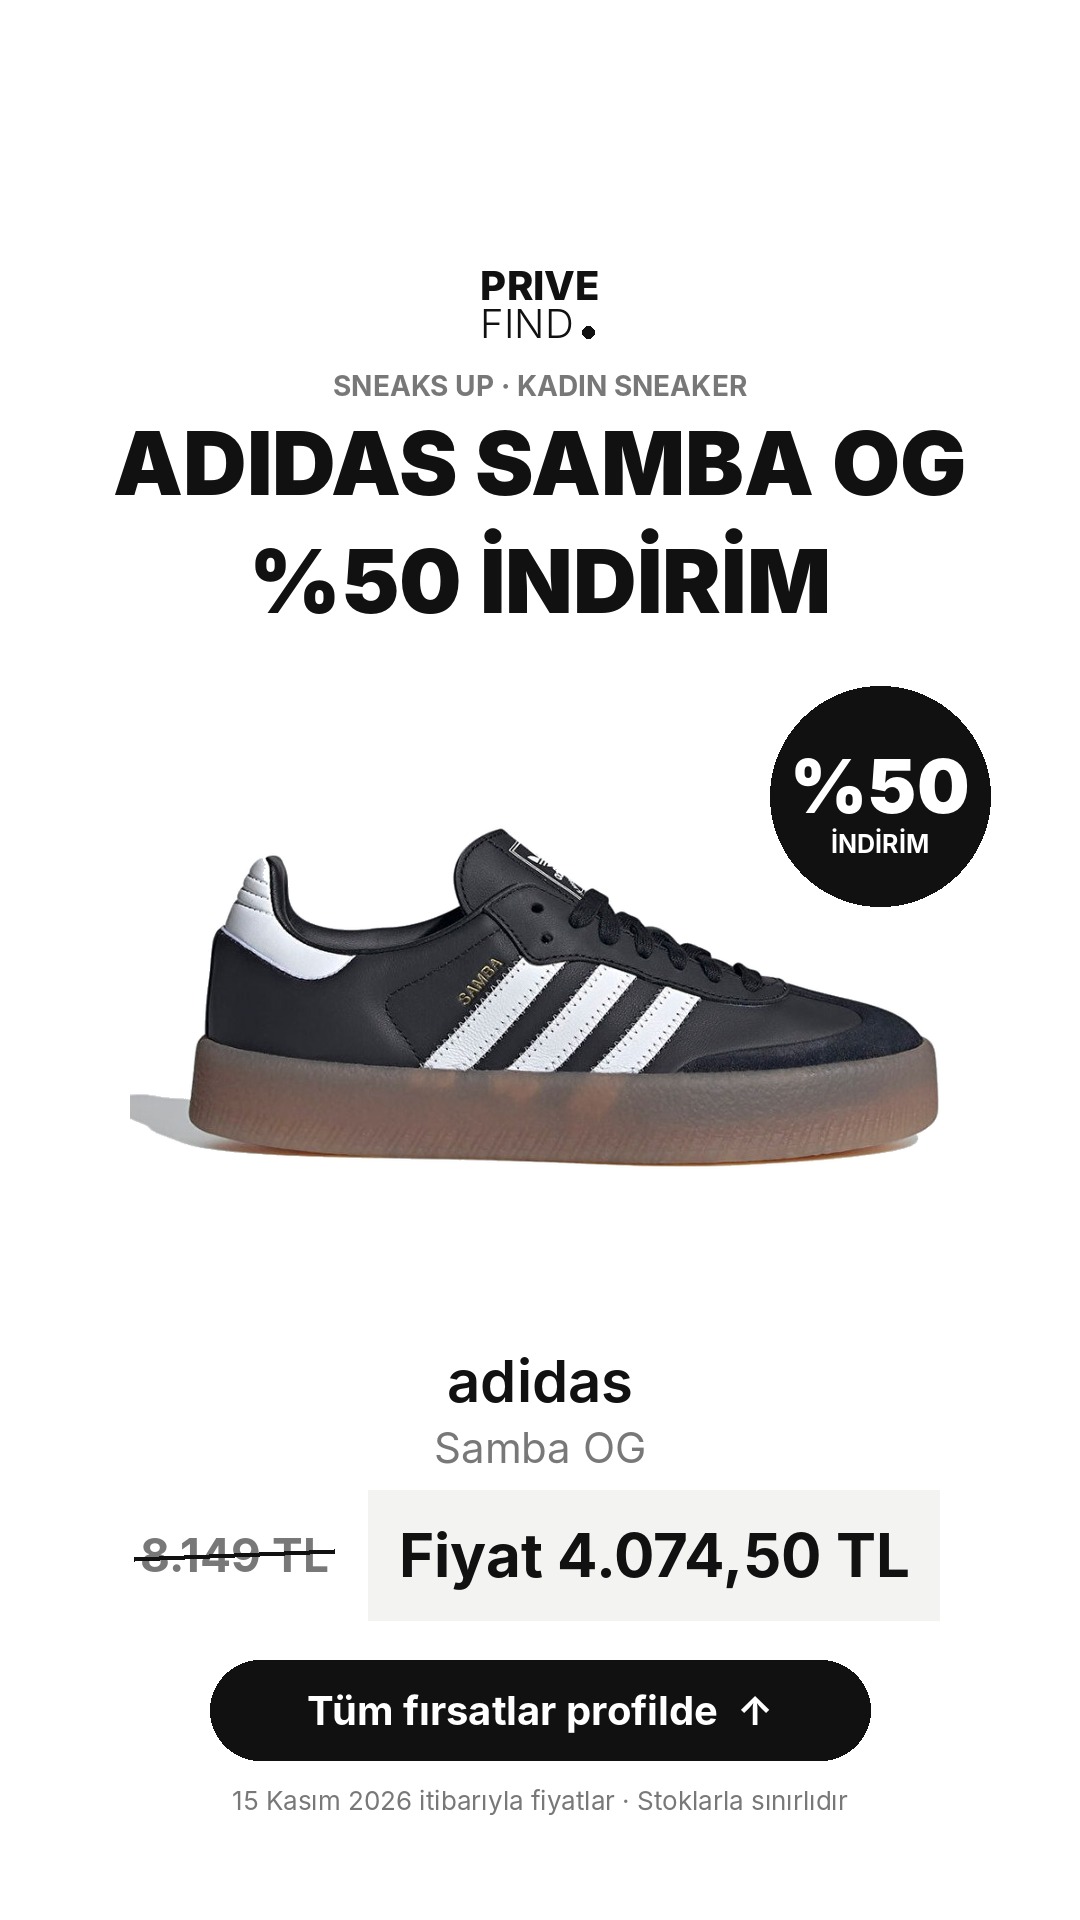 PRIVE
FIND.
SNEAKS UP · KADIN SNEAKER
ADIDAS SAMBA OG
%50 İNDİRİM
%50
İNDİRİM
SAMBA
adidas
Samba OG
8.149 TL
Fiyat 4.074,50 TL
Tüm fırsatlar profilde ↑
15 Kasım 2026 itibarıyla fiyatlar · Stoklarla sınırlıdır